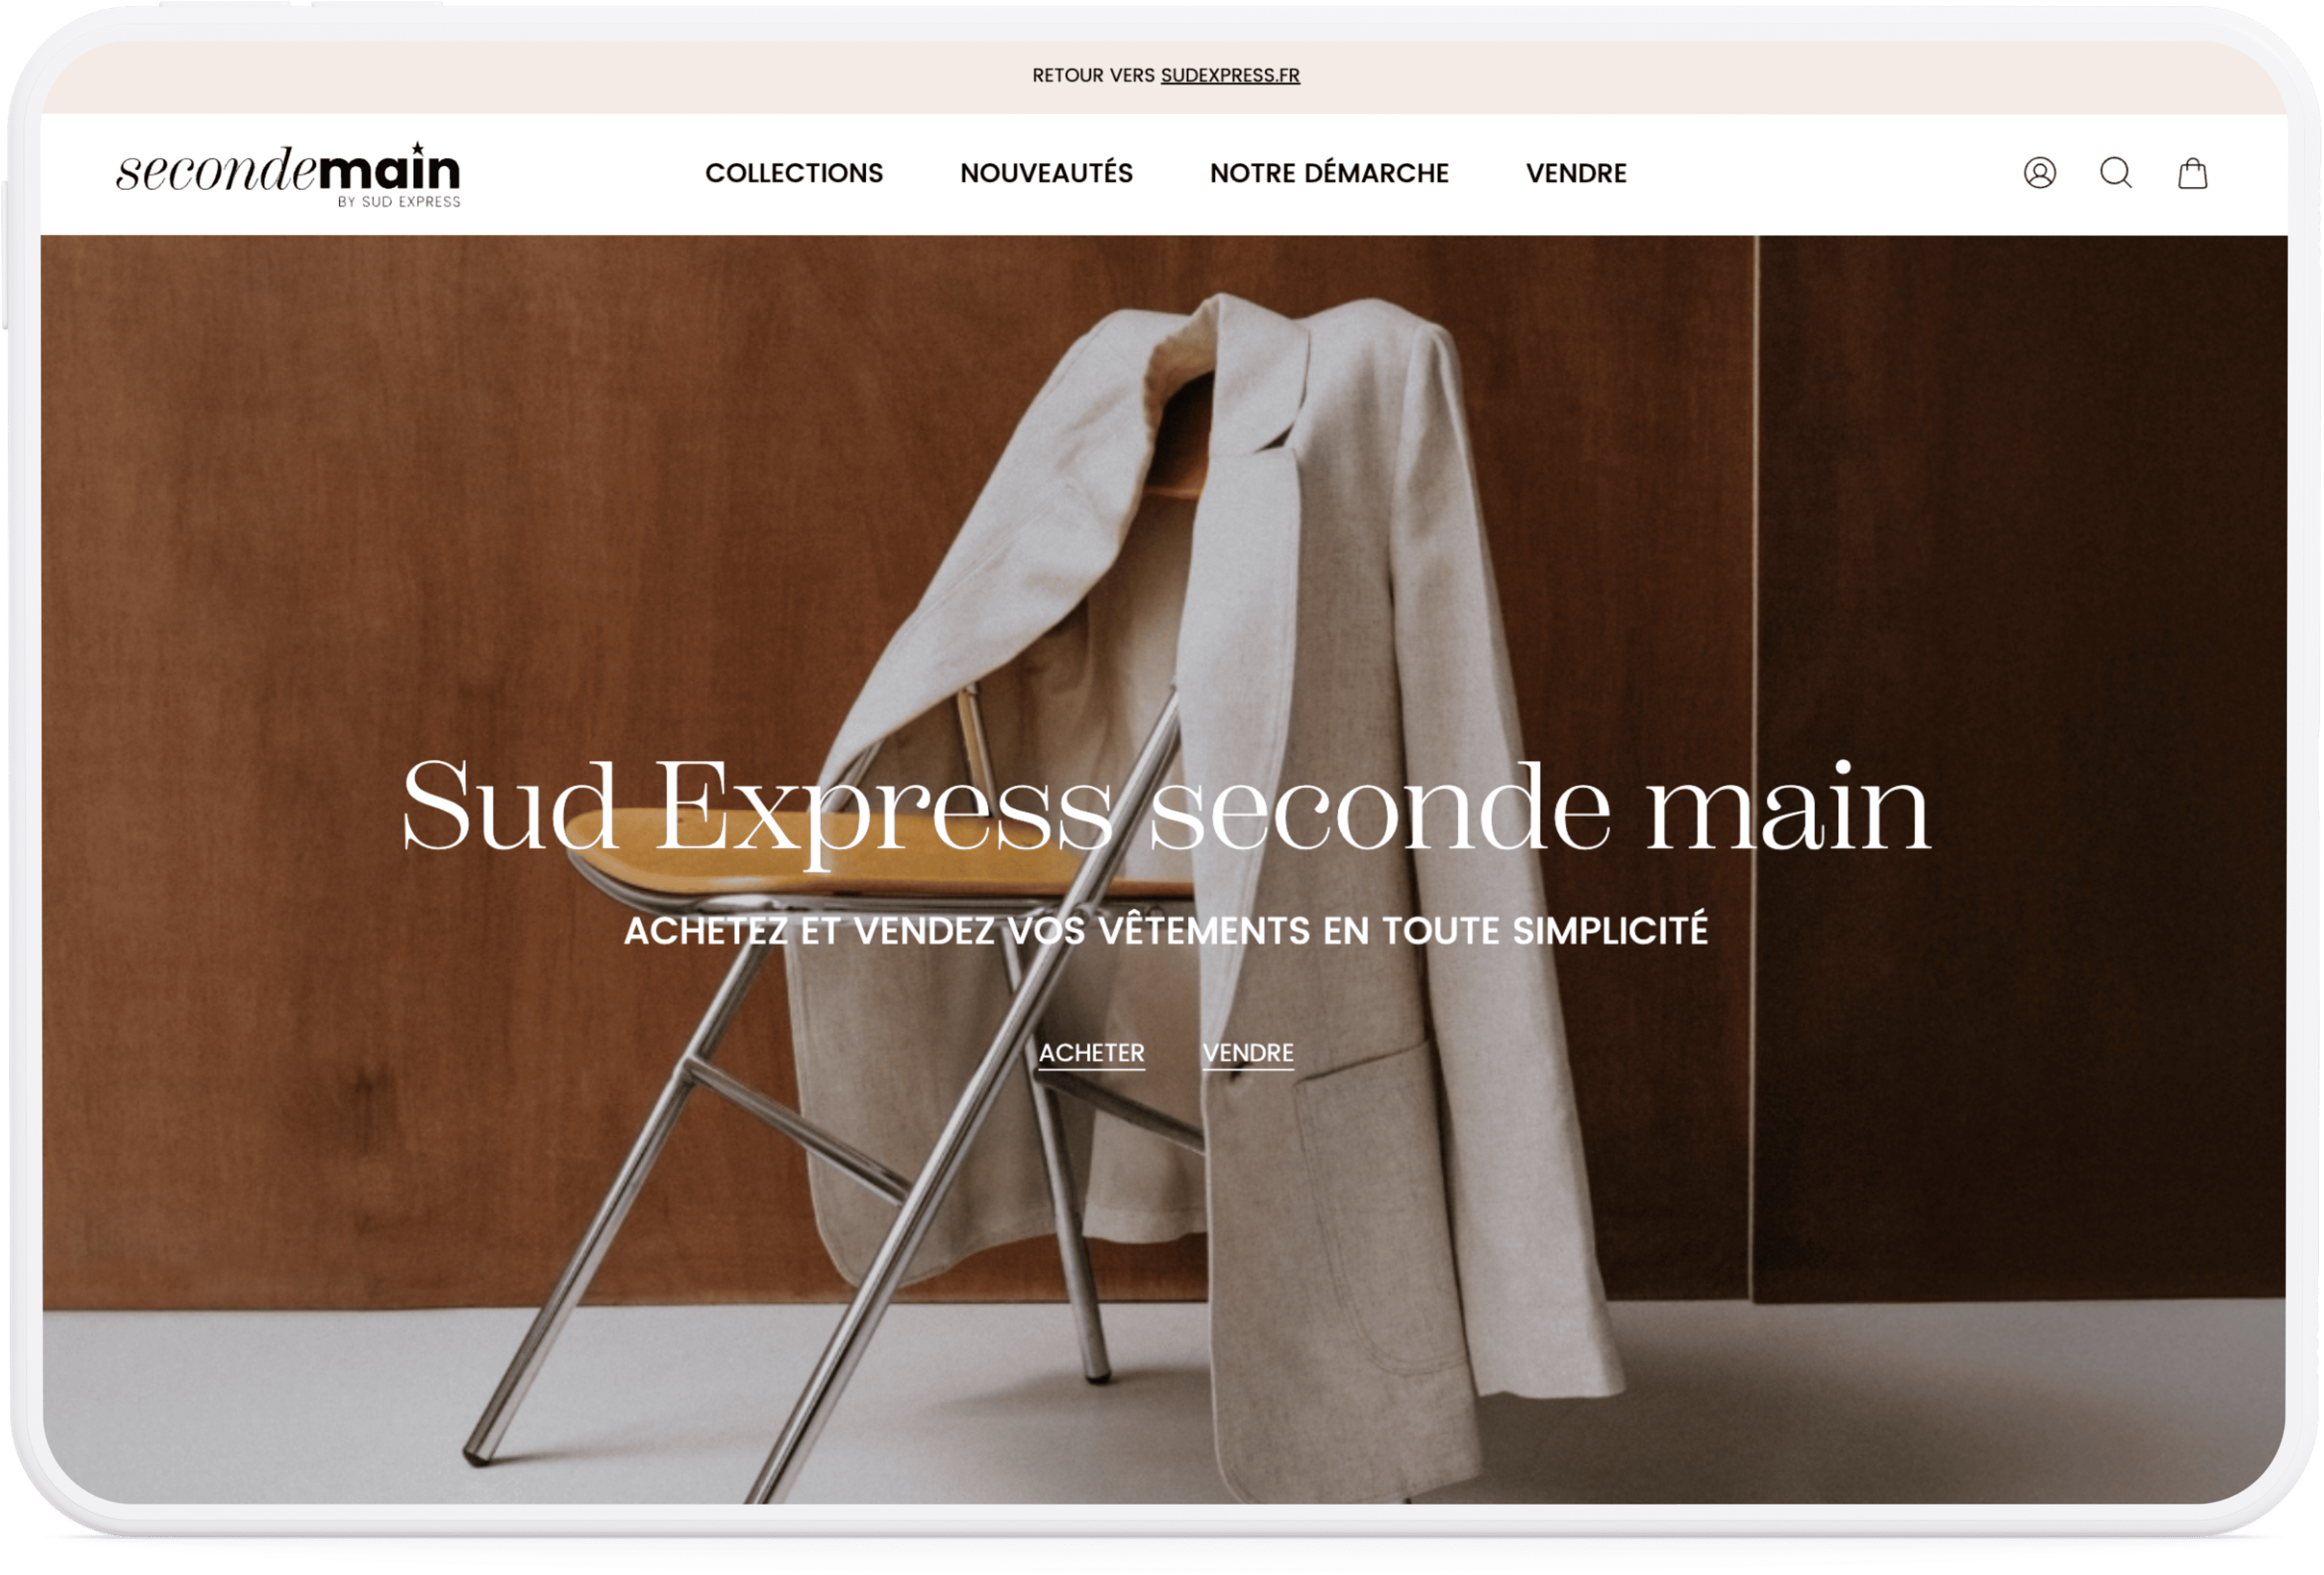 RETOUR VERS SUDEXPRESS.FR
secondemain
BY SUD EXPRESS
COLLECTIONS NOUVEAUTÉS NOTRE DÉMARCHE VENDRE
Sud Express seconde main
ACHETEZ ET VENDEZ VOS VÊTEMENTS EN TOUTE SIMPLICITÉ
ACHETER VENDRE